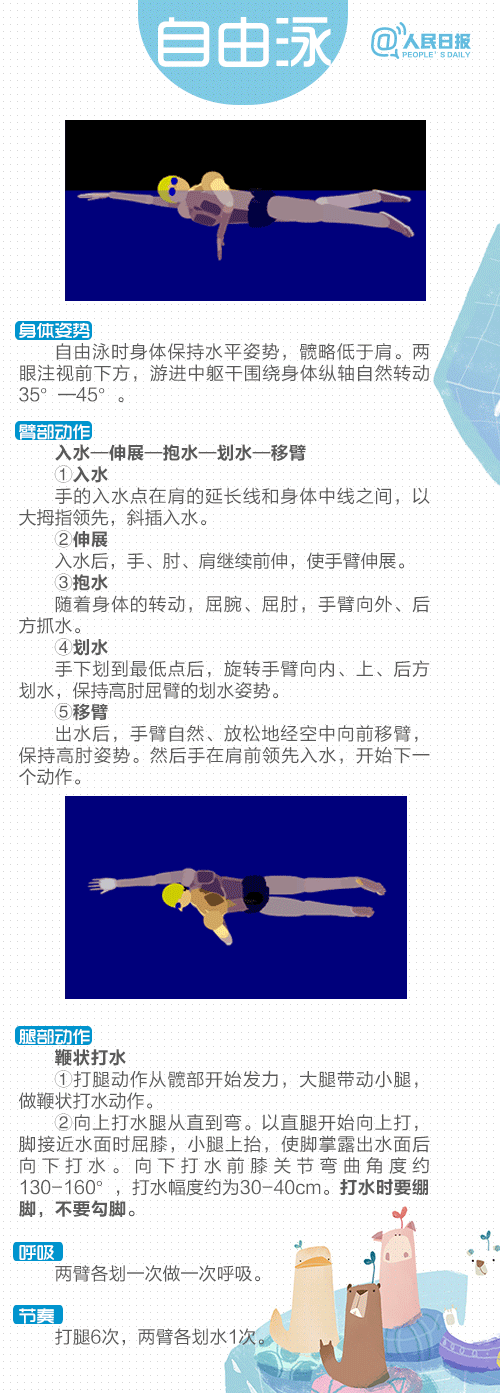 自由泳
@人民日报
PEOPLE'S DAILY
身体姿势
自由泳时身体保持水平姿势，髋略低于肩。两
眼注视前下方，游进中躯干围绕身体纵轴自然转动
35°—45°。
臂部动作
入水—伸展—抱水—划水—移臂
①入水
手的入水点在肩的延长线和身体中线之间，以
大拇指领先，斜插入水。
②伸展
入水后，手、肘、肩继续前伸，使手臂伸展。
③抱水
随着身体的转动，屈腕、屈肘，手臂向外、后
方抓水。
④划水
手下划到最低点后，旋转手臂向内、上、后方
划水，保持高肘屈臂的划水姿势。
⑤移臂
出水后，手臂自然、放松地经空中向前移臂，
保持高肘姿势。然后手在肩前领先入水，开始下一
个动作。
腿部动作
鞭状打水
①打腿动作从髋部开始发力，大腿带动小腿，
做鞭状打水动作。
②向上打水腿从直到弯。以直腿开始向上打，
脚接近水面时屈膝，小腿上抬，使脚掌露出水面后
向下打水。向下打水前膝关节弯曲角度约
130-160°，打水幅度约为30-40cm。打水时要绷
脚，不要勾脚。
呼吸
两臂各划一次做一次呼吸。
节奏
打腿6次，两臂各划水1次。